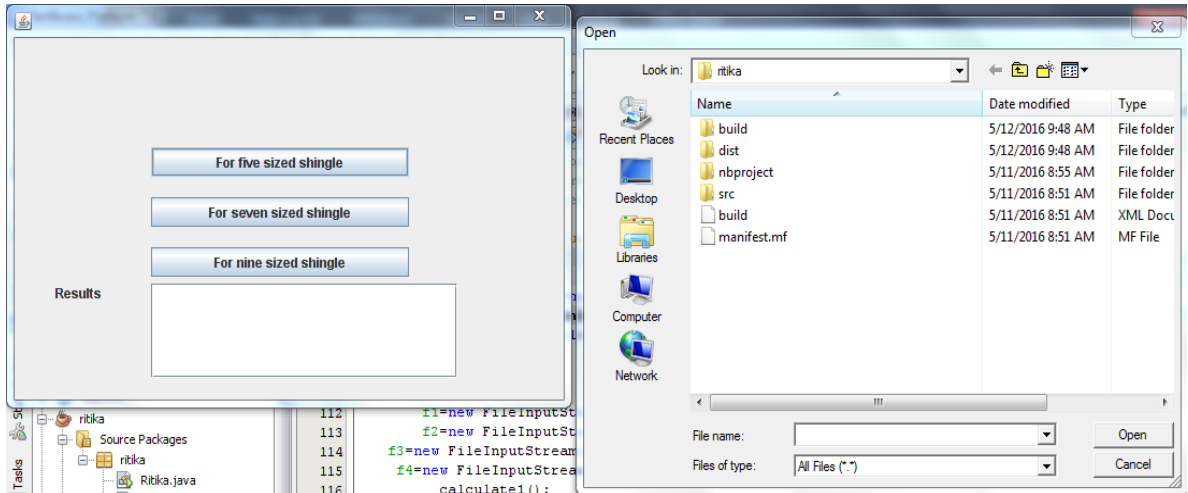 For five sized shingle
For seven sized shingle
For nine sized shingle
Results
Open
Look in: ritika
Name Date modified Type
build 5/12/2016 9:48 AM File folder
dist 5/12/2016 9:48 AM File folder
nbproject 5/11/2016 8:55 AM File folder
src 5/11/2016 8:51 AM File folder
build 5/11/2016 8:51 AM XML Docu
manifest.mf 5/11/2016 8:51 AM MF File
Recent Places
Desktop
Libraries
Computer
Network
File name: Open
Files of type: All Files (*.*) Cancel
ritika
Source Packages
ritika
Ritika.java
Tasks
112 f1=new FileInputSt
113 f2=new FileInputSt
114 f3=new FileInputStream
115 f4=new FileInputStrea
116 calculate1();